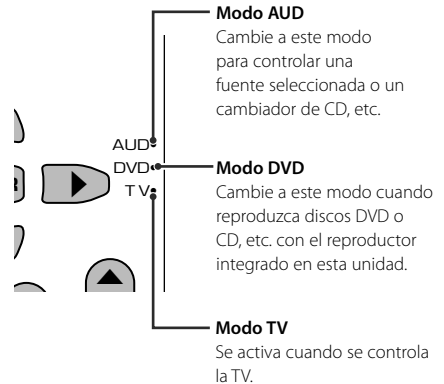 Modo AUD
Cambie a este modo
para controlar una
fuente seleccionada o un
cambiador de CD, etc.
AUD
DVD
TV
Modo DVD
Cambie a este modo cuando
reproduzca discos DVD o
CD, etc. con el reproductor
integrado en esta unidad.
Modo TV
Se activa cuando se controla
la TV.